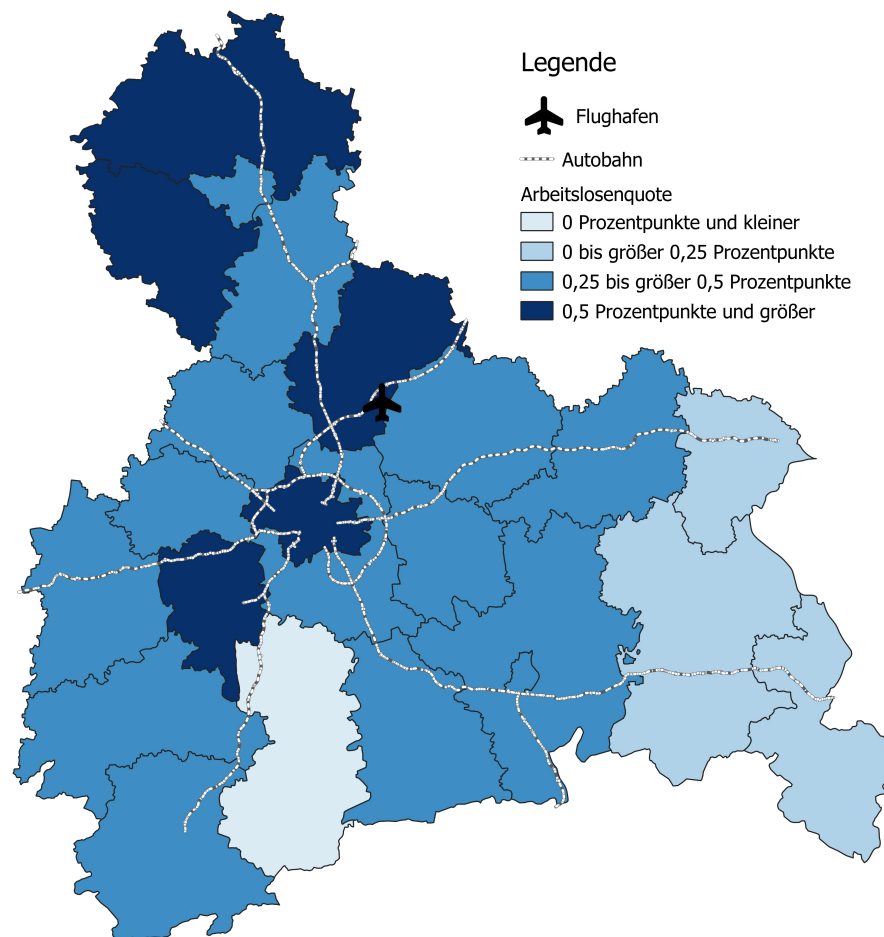 Legende
Flughafen
Autobahn
Arbeitslosenquote
0 Prozentpunkte und kleiner
0 bis größer 0,25 Prozentpunkte
0,25 bis größer 0,5 Prozentpunkte
0,5 Prozentpunkte und größer